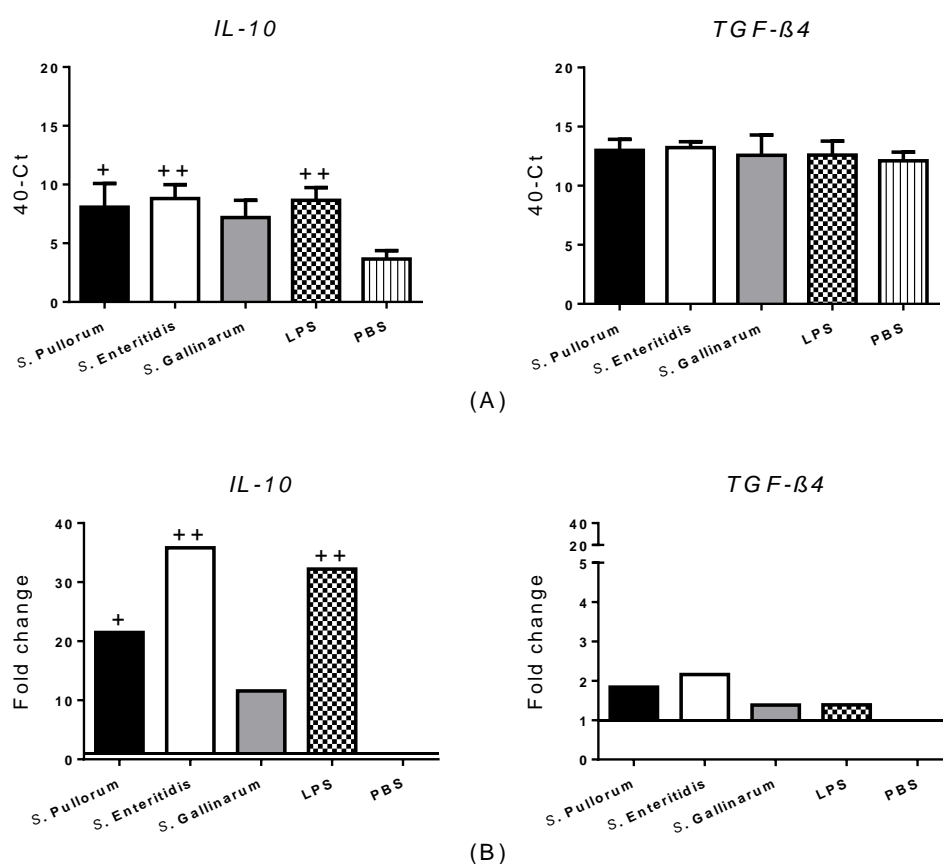 IL-10
TGF-ß4
20
15
10
5
0
40-Ct
+
++
++
S. Pullorum
S. Enteritidis
S. Gallinarum
LPS
PBS
20
15
10
5
0
40-Ct
S. Pullorum
S. Enteritidis
S. Gallinarum
LPS
PBS
(A)
IL-10
TGF-ß4
40
30
20
10
0
Fold change
+
++
++
S. Pullorum
S. Enteritidis
S. Gallinarum
LPS
PBS
40
20
5
4
3
2
1
0
Fold change
S. Pullorum
S. Enteritidis
S. Gallinarum
LPS
PBS
(B)